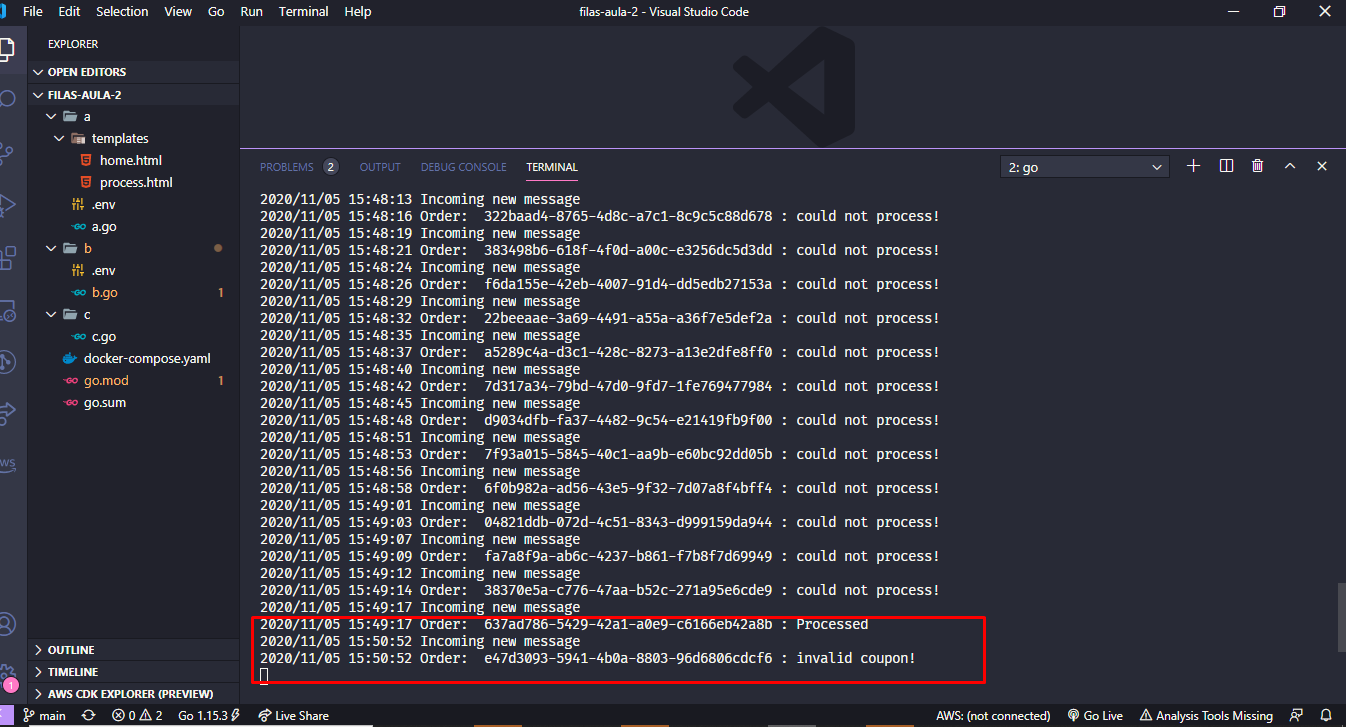 File Edit Selection View Go Run Terminal Help filas-aula-2 - Visual Studio Code
EXPLORER
OPEN EDITORS
FILAS-AULA-2
a
templates
home.html
process.html
.env
a.go
b
.env
b.go 1
c
c.go
docker-compose.yaml
go.mod 1
go.sum
OUTLINE
TIMELINE
AWS CDK EXPLORER (PREVIEW)
PROBLEMS 2 OUTPUT DEBUG CONSOLE TERMINAL 2: go
2020/11/05 15:48:13 Incoming new message
2020/11/05 15:48:16 Order:  322baad4-8765-4d8c-a7c1-8c9c5c88d678 : could not process!
2020/11/05 15:48:19 Incoming new message
2020/11/05 15:48:21 Order:  383498b6-618f-4f0d-a00c-e3256dc5d3dd : could not process!
2020/11/05 15:48:24 Incoming new message
2020/11/05 15:48:26 Order:  f6da155e-42eb-4007-91d4-dd5edb27153a : could not process!
2020/11/05 15:48:29 Incoming new message
2020/11/05 15:48:32 Order:  22beeaae-3a69-4491-a55a-a36f7e5def2a : could not process!
2020/11/05 15:48:35 Incoming new message
2020/11/05 15:48:37 Order:  a5289c4a-d3c1-428c-8273-a13e2dfe8ff0 : could not process!
2020/11/05 15:48:40 Incoming new message
2020/11/05 15:48:42 Order:  7d317a34-79bd-47d0-9fd7-1fe769477984 : could not process!
2020/11/05 15:48:45 Incoming new message
2020/11/05 15:48:48 Order:  d9034dfb-fa37-4482-9c54-e21419fb9f00 : could not process!
2020/11/05 15:48:51 Incoming new message
2020/11/05 15:48:53 Order:  7f93a015-5845-40c1-aa9b-e60bc92dd05b : could not process!
2020/11/05 15:48:56 Incoming new message
2020/11/05 15:48:58 Order:  6f0b982a-ad56-43e5-9f32-7d07a8f4bff4 : could not process!
2020/11/05 15:49:01 Incoming new message
2020/11/05 15:49:03 Order:  04821ddb-072d-4c51-8343-d999159da944 : could not process!
2020/11/05 15:49:07 Incoming new message
2020/11/05 15:49:09 Order:  fa7a8f9a-ab6c-4237-b861-f7b8f7d69949 : could not process!
2020/11/05 15:49:12 Incoming new message
2020/11/05 15:49:14 Order:  38370e5a-c776-47aa-b52c-271a95e6cde9 : could not process!
2020/11/05 15:49:17 Incoming new message
2020/11/05 15:49:17 Order:  637ad786-5429-42a1-a0e9-c6166eb42a8b : Processed
2020/11/05 15:50:52 Incoming new message
2020/11/05 15:50:52 Order:  e47d3093-5941-4b0a-8803-96d6806cdcf6 : invalid coupon!
WS
1
main 0 2 Go 1.15.3 Live Share AWS: (not connected) Go Live Analysis Tools Missing